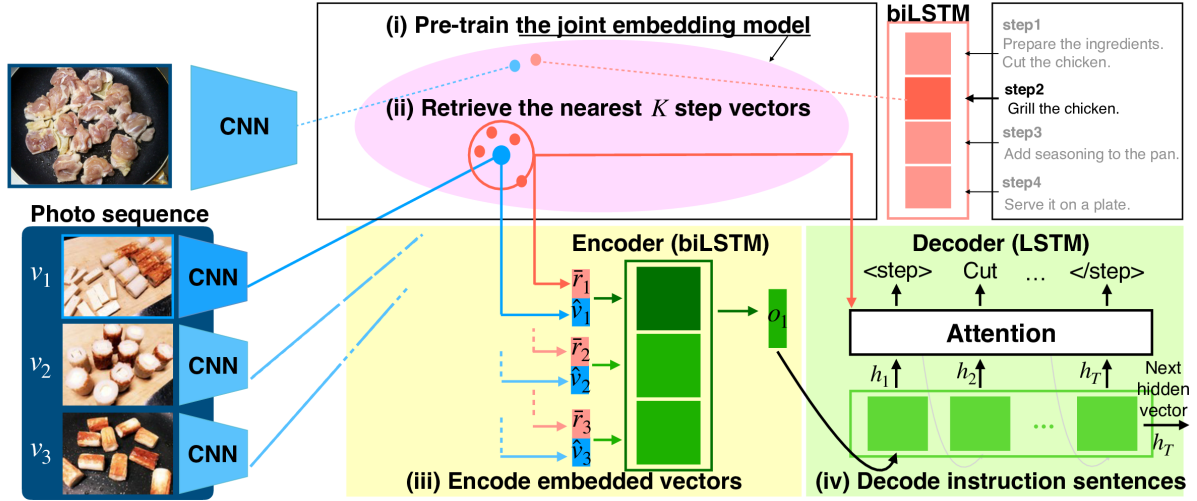 (i) Pre-train the joint embedding model
biLSTM
step1
Prepare the ingredients.
Cut the chicken.
step2
Grill the chicken.
step3
Add seasoning to the pan.
step4
Serve it on a plate.
CNN
(ii) Retrieve the nearest K step vectors
Photo sequence
v1
CNN
v2
CNN
v3
CNN
Encoder (biLSTM)
r̄1
v̂1
r̄2
v̂2
r̄3
v̂3
o1
(iii) Encode embedded vectors
Decoder (LSTM)
<step> Cut ... </step>
Attention
h1 h2 hT
Next
hidden
vector
hT
...
(iv) Decode instruction sentences